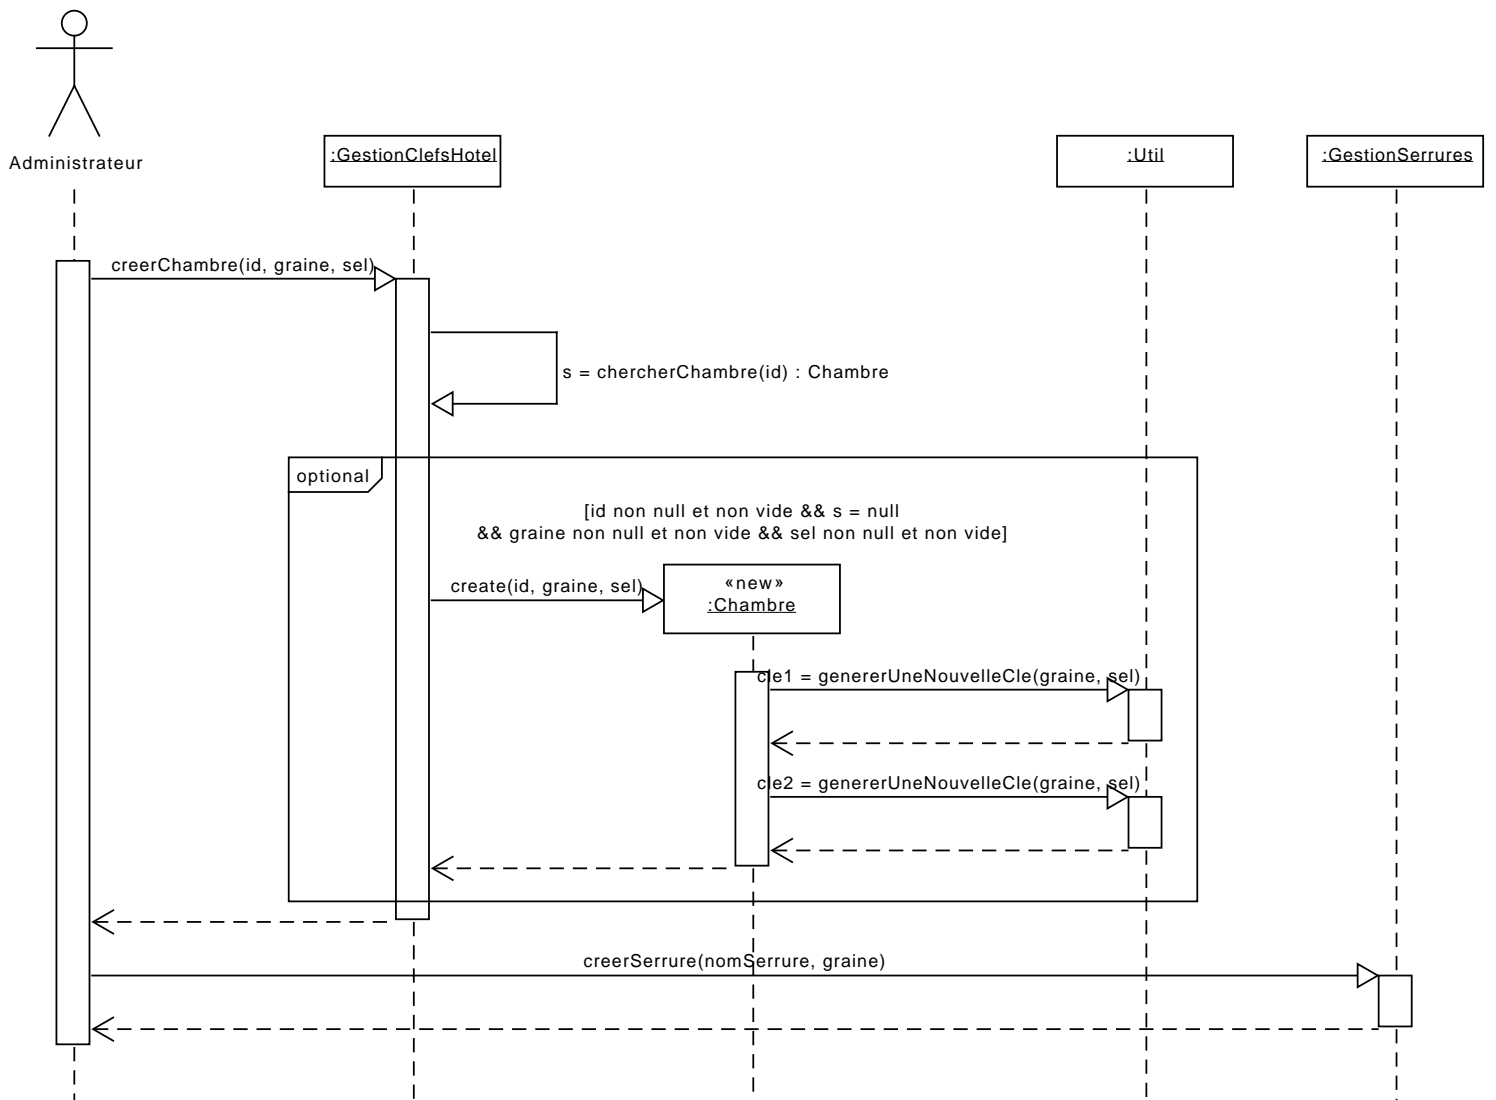 Administrateur
:GestionClefsHotel
:Util
:GestionSerrures
creerChambre(id, graine, sel)
s = chercherChambre(id) : Chambre
optional
[id non null et non vide && s = null
&& graine non null et non vide && sel non null et non vide]
create(id, graine, sel)
«new»
:Chambre
cle1 = genererUneNouvelleCle(graine, sel)
cle2 = genererUneNouvelleCle(graine, sel)
creerSerrure(nomSerrure, graine)